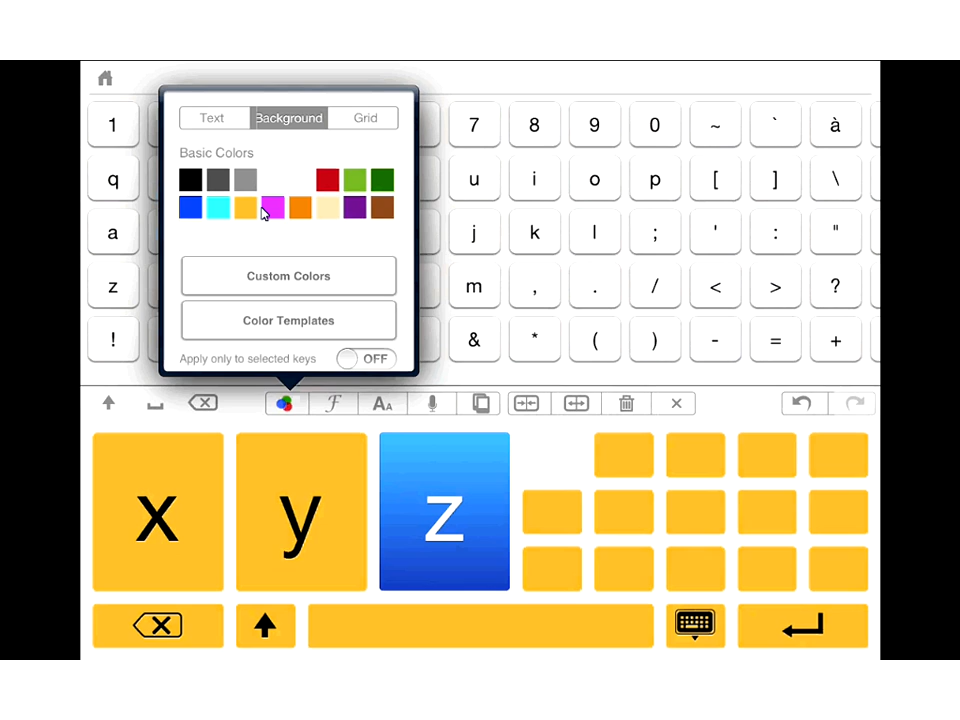 Text Background Grid
Basic Colors
Custom Colors
Color Templates
Apply only to selected keys OFF
1 7 8 9 0 ~ ` à
q u i o p [ ] \
a j k l ; ' : "
z m , . / < > ?
! & * ( ) - = +
F AA
x y z